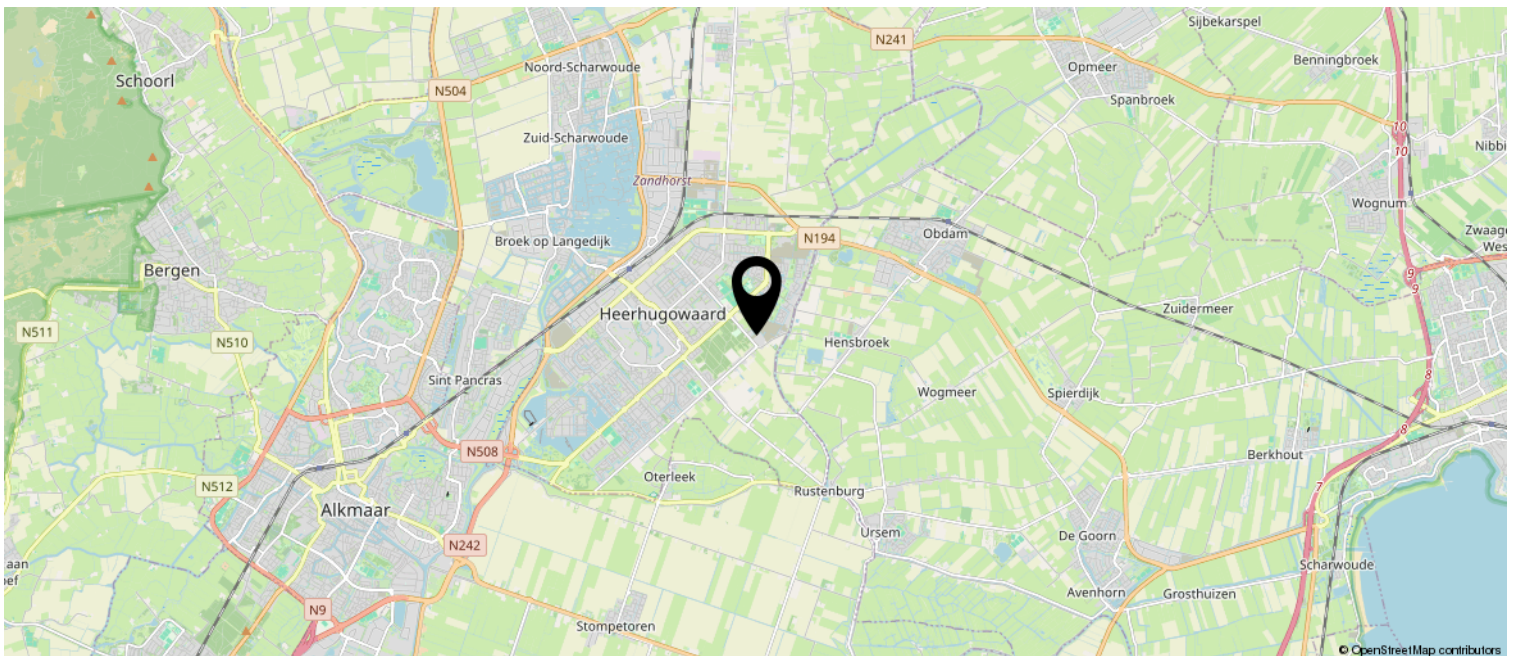 Sijbekarspel
N241
Benningbroek
Noord-Scharwoude
Opmeer
Schoorl
N504
Spanbroek
10
Zuid-Scharwoude
10
Nibbi
Zandhorst
Wognum
N194
Obdam
Zwaag
Wes
Broek op Langedijk
Bergen
9
9
Heerhugowaard
Zuidermeer
N511
N510
Hensbroek
8
Sint Pancras
Wogmeer
Spierdijk
8
N508
Berkhout
Oterleek
N512
Rustenburg
7
Alkmaar
Ursem
De Goorn
N242
aan
Scharwoude
ef
Avenhorn
Grosthuizen
N9
Stompetoren
© OpenStreetMap contributors